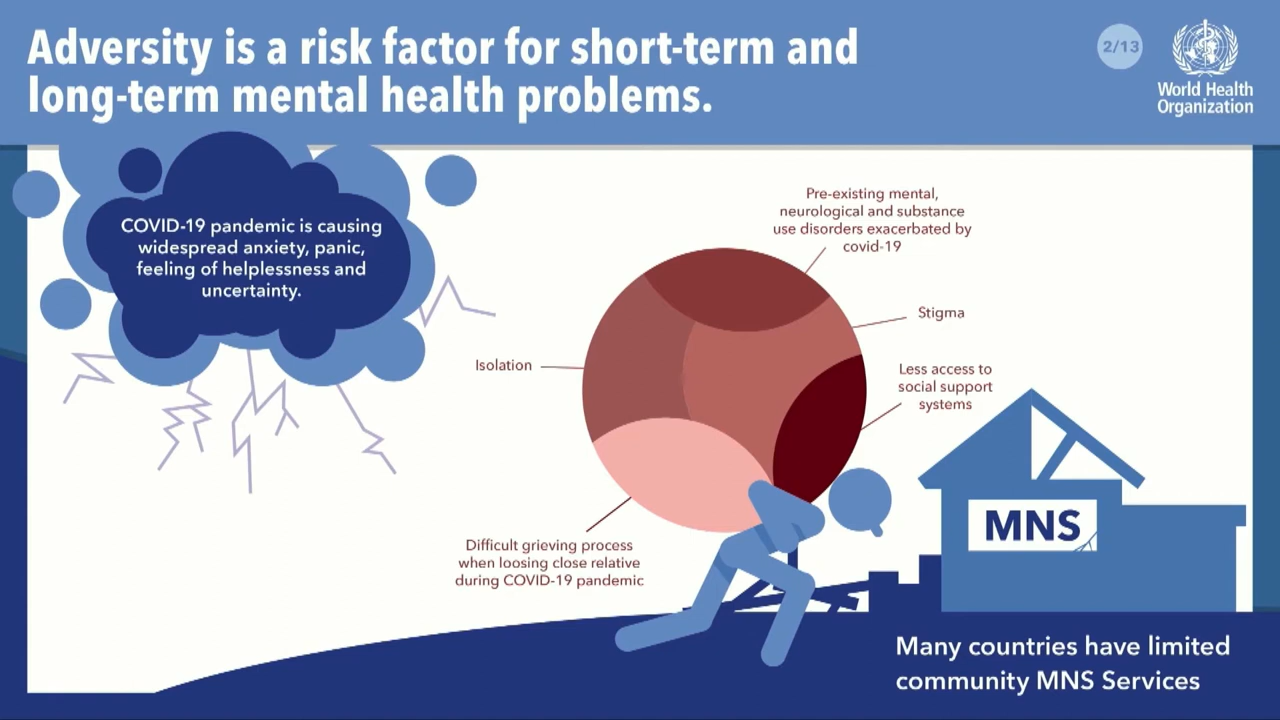 Adversity is a risk factor for short-term and
long-term mental health problems.
2/13
World Health
Organization
COVID-19 pandemic is causing
widespread anxiety, panic,
feeling of helplessness and
uncertainty.
Pre-existing mental,
neurological and substance
use disorders exacerbated by
covid-19
Stigma
Isolation
Less access to
social support
systems
Difficult grieving process
when loosing close relative
during COVID-19 pandemic
MNS
Many countries have limited
community MNS Services